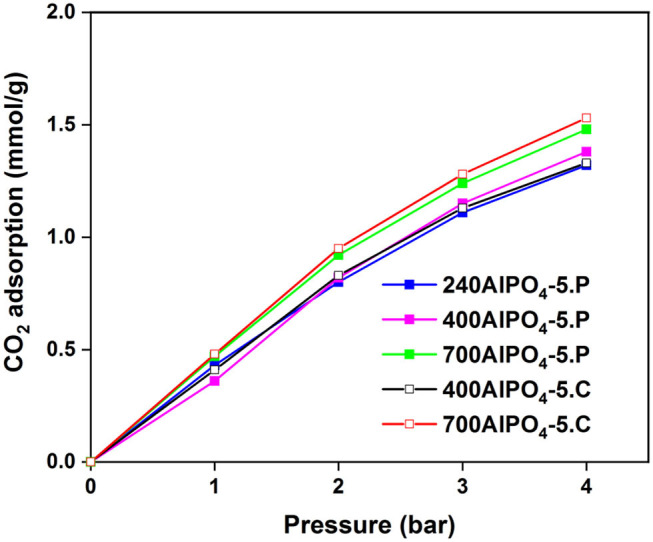 2.0
1.5
1.0
0.5
0.0
0
1
2
3
4
CO₂ adsorption (mmol/g)
Pressure (bar)
240AlPO₄-5.P
400AlPO₄-5.P
700AlPO₄-5.P
400AlPO₄-5.C
700AlPO₄-5.C